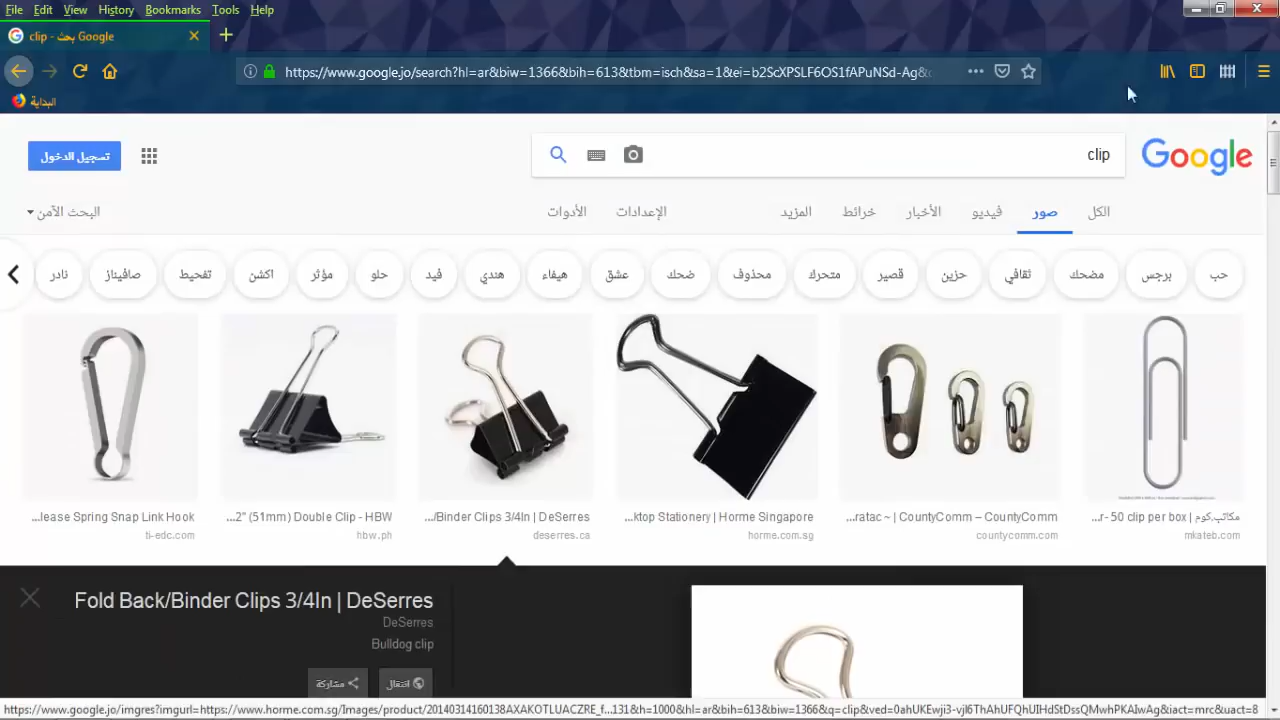 File Edit View History Bookmarks Tools Help
clip - بحث Google
https://www.google.jo/search?hl=ar&biw=1366&bih=613&tbm=isch&sa=1&ei=b2ScXPSLF6OS1fAPuNSd-Ag&
البداية
تسجيل الدخول
clip
Google
الكل صور فيديو الأخبار خرائط المزيد الإعدادات الأدوات البحث الآمن
حب برجس مضحك ثقافي حزين قصير متحرك محذوف ضحك عشق هيفاء هندي فيد حلو مؤثر اكشن تفحيط صافيناز نادر
...lease Spring Snap Link Hook
ti-edc.com
...2" (51mm) Double Clip - HBW
hbw.ph
.../Binder Clips 3/4In | DeSerres
deserres.ca
...ktop Stationery | Horme Singapore
horme.com.sg
...ratac ~ | CountyComm – CountyComm
countycomm.com
...r- 50 clip per box | مكاتب.كوم
mkateb.com
Fold Back/Binder Clips 3/4In | DeSerres
DeSerres
Bulldog clip
انتقال مشاركة
https://www.google.jo/imgres?imgurl=https://www.horme.com.sg/Images/product/20140314160138AXAKOTLUACZRE_f...131&h=1000&hl=ar&bih=613&biw=1366&q=clip&ved=0ahUKEwji3-vjl6ThAhUFQhUIHdStDssQMwhPKAIwAg&iact=mrc&uact=8